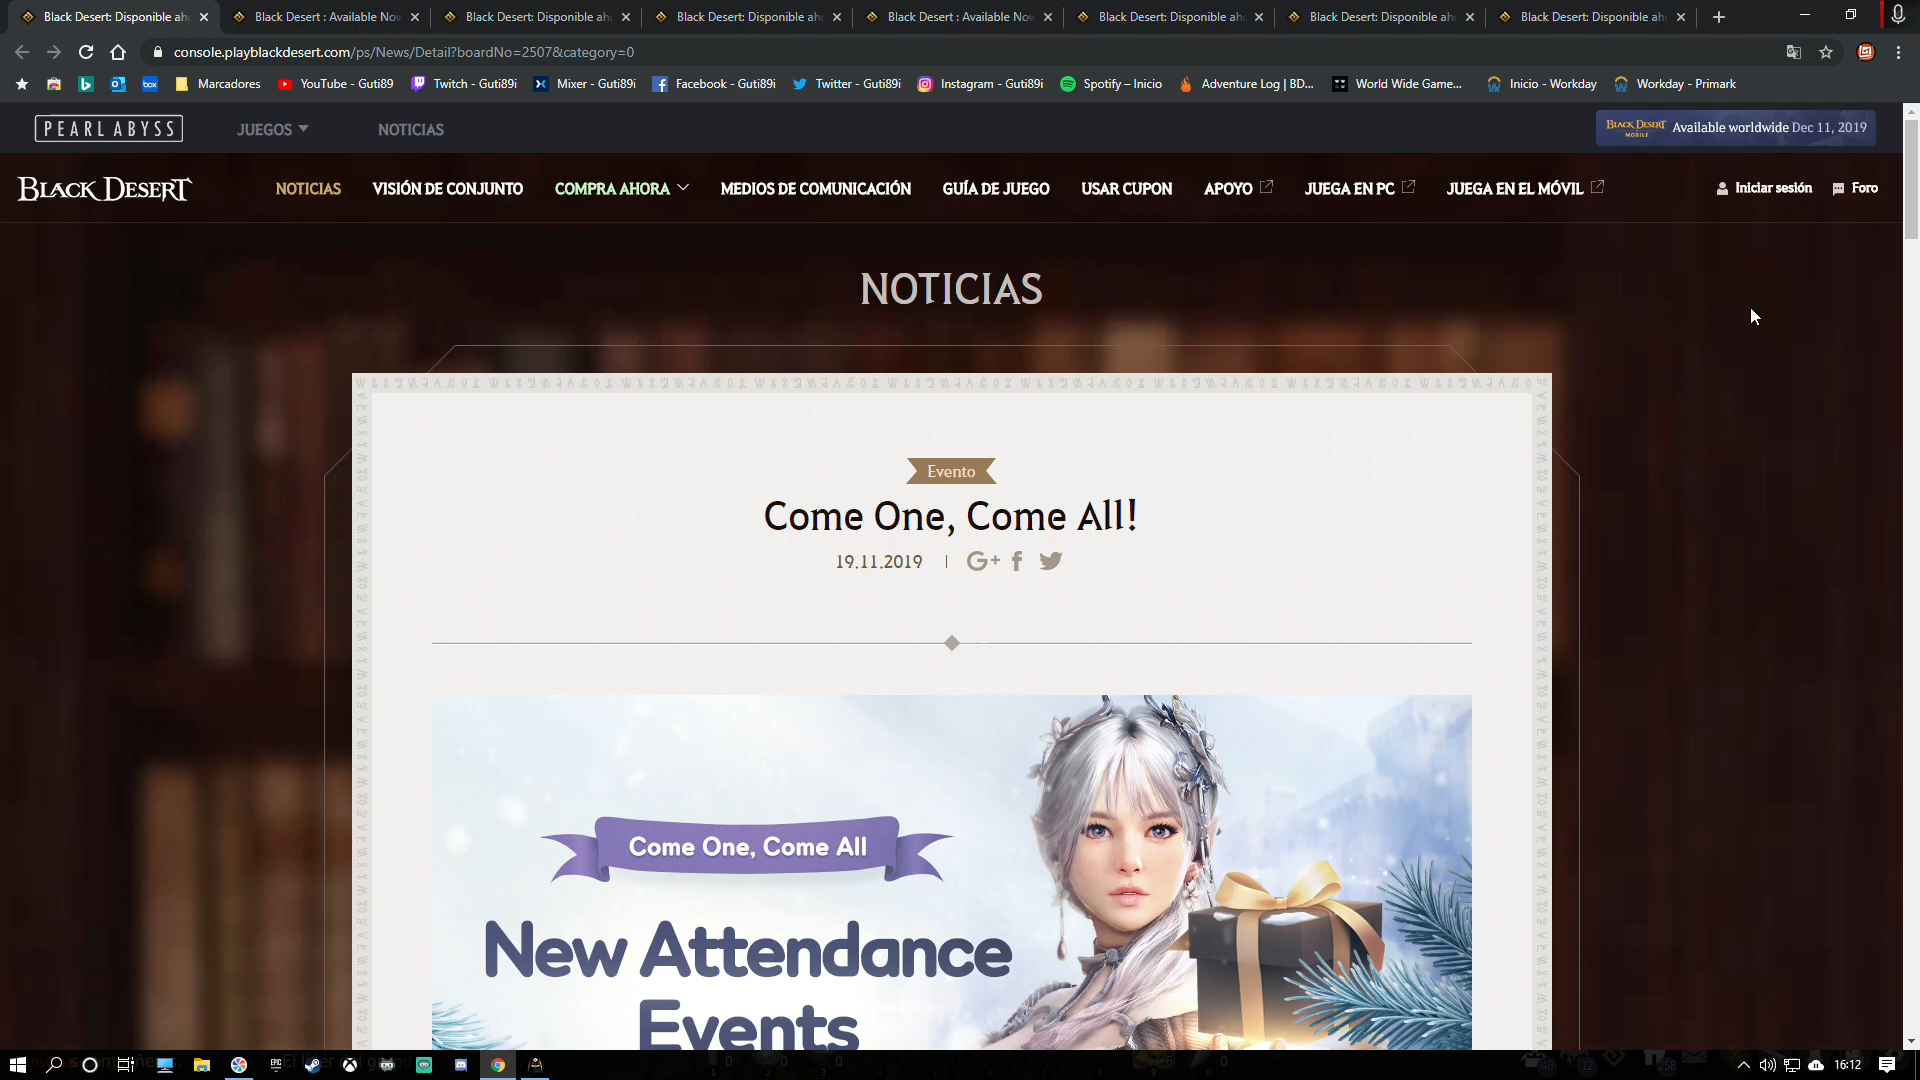 Black Desert: Disponible ah
Black Desert : Available Now
Black Desert: Disponible ah
Black Desert: Disponible ah
Black Desert : Available Now
Black Desert: Disponible ah
Black Desert: Disponible ah
Black Desert: Disponible ah
console.playblackdesert.com/ps/News/Detail?boardNo=2507&category=0
Marcadores
YouTube - Guti89
Twitch - Guti89i
Mixer - Guti89i
Facebook - Guti89i
Twitter - Guti89i
Instagram - Guti89i
Spotify – Inicio
Adventure Log | BD...
World Wide Game...
Inicio - Workday
Workday - Primark
PEARL ABYSS
JUEGOS
NOTICIAS
BLACK DESERT MOBILE
Available worldwide Dec 11, 2019
BLACK DESERT
NOTICIAS
VISIÓN DE CONJUNTO
COMPRA AHORA
MEDIOS DE COMUNICACIÓN
GUÍA DE JUEGO
USAR CUPON
APOYO
JUEGA EN PC
JUEGA EN EL MÓVIL
Iniciar sesión
Foro
NOTICIAS
Evento
Come One, Come All!
19.11.2019
Come One, Come All
New Attendance
Events
16:12